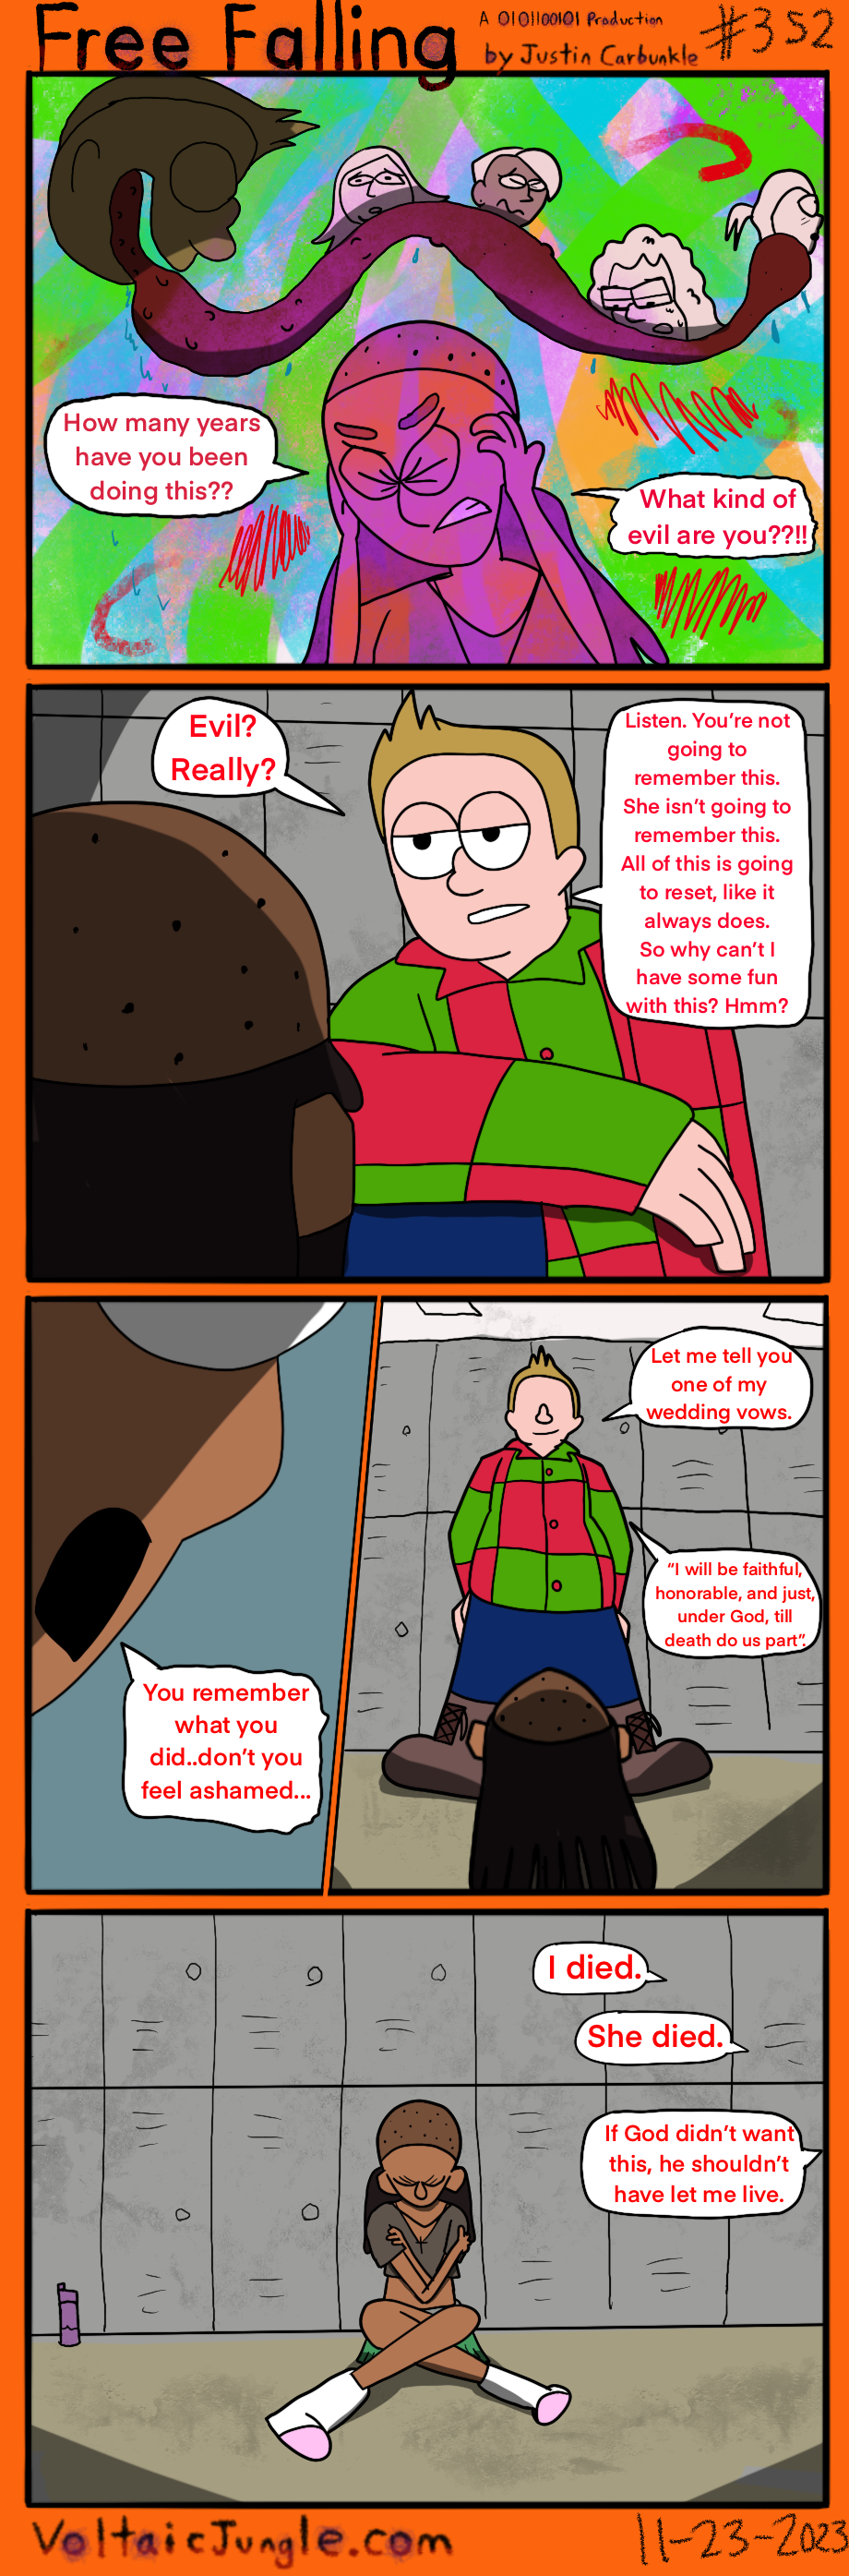 Free Falling
A 0101100101 Production
by Justin Carbunkle
#352
How many years
have you been
doing this??
What kind of
evil are you??!!
Evil?
Really?
Listen. You're not
going to
remember this.
She isn't going to
remember this.
All of this is going
to reset, like it
always does.
So why can't I
have some fun
with this? Hmm?
You remember
what you
did..don't you
feel ashamed...
Let me tell you
one of my
wedding vows.
"I will be faithful,
honorable, and just,
under God, till
death do us part".
I died.
She died.
If God didn't want
this, he shouldn't
have let me live.
VoltaicJungle.com
11-23-2023